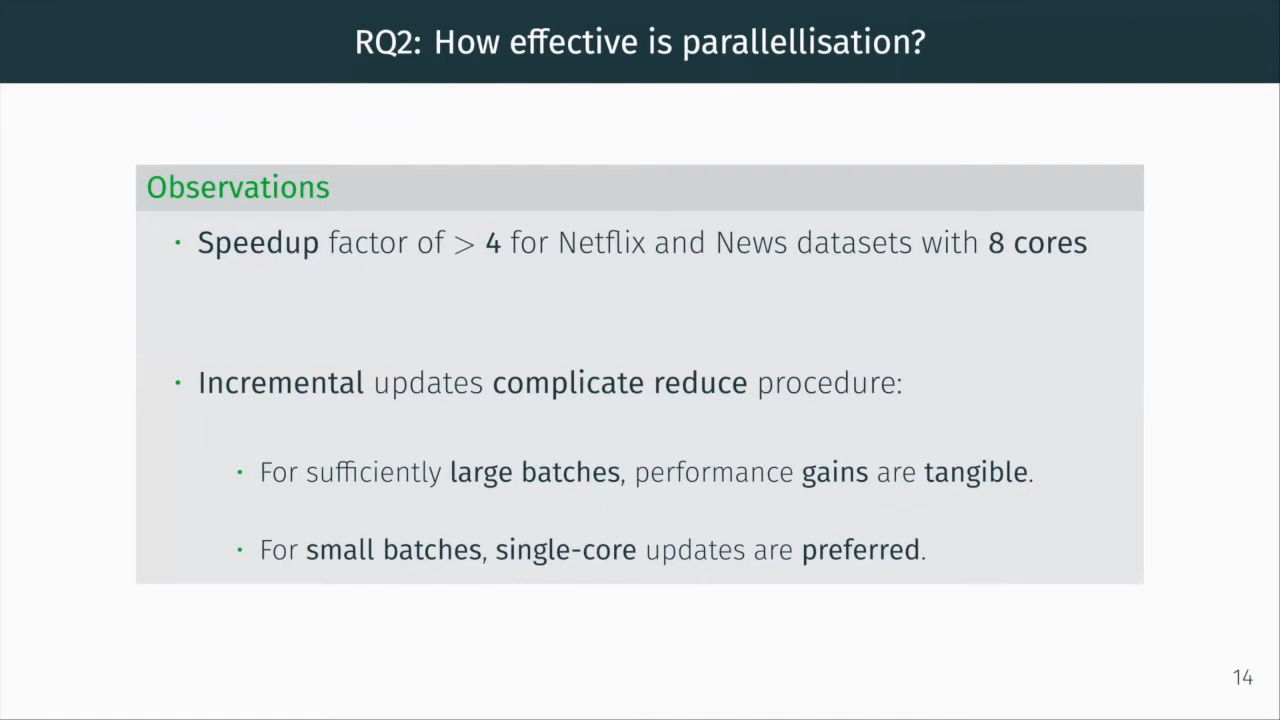 RQ2: How effective is parallellisation?
Observations
· Speedup factor of > 4 for Netflix and News datasets with 8 cores
· Incremental updates complicate reduce procedure:
· For sufficiently large batches, performance gains are tangible.
· For small batches, single-core updates are preferred.
14